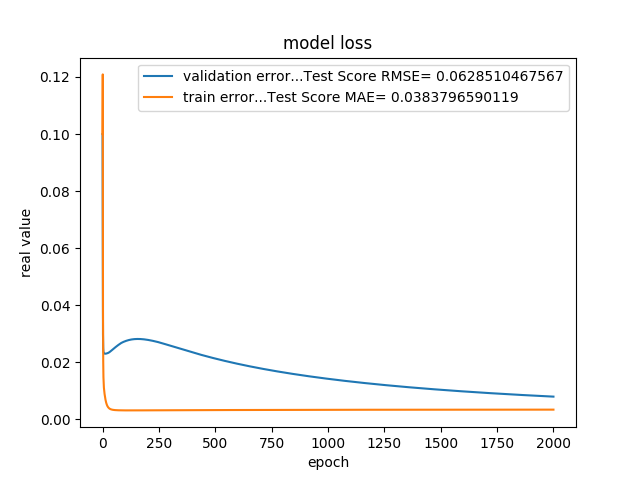 model loss
validation error...Test Score RMSE= 0.0628510467567
train error...Test Score MAE= 0.0383796590119
0.12
0.10
0.08
0.06
0.04
0.02
0.00
real value
0 250 500 750 1000 1250 1500 1750 2000
epoch